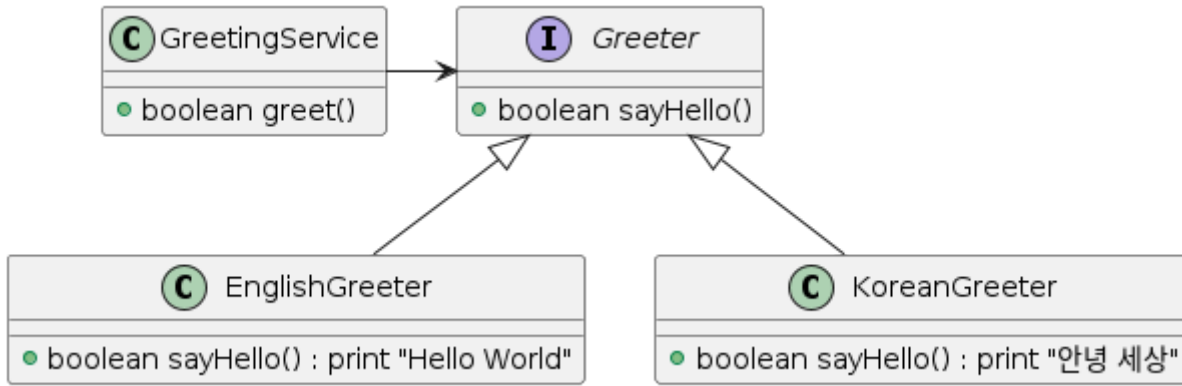 C GreetingService
I Greeter
+ boolean greet()
+ boolean sayHello()
C EnglishGreeter
C KoreanGreeter
boolean sayHello() : print "Hello World"
boolean sayHello() : print "안녕 세상"